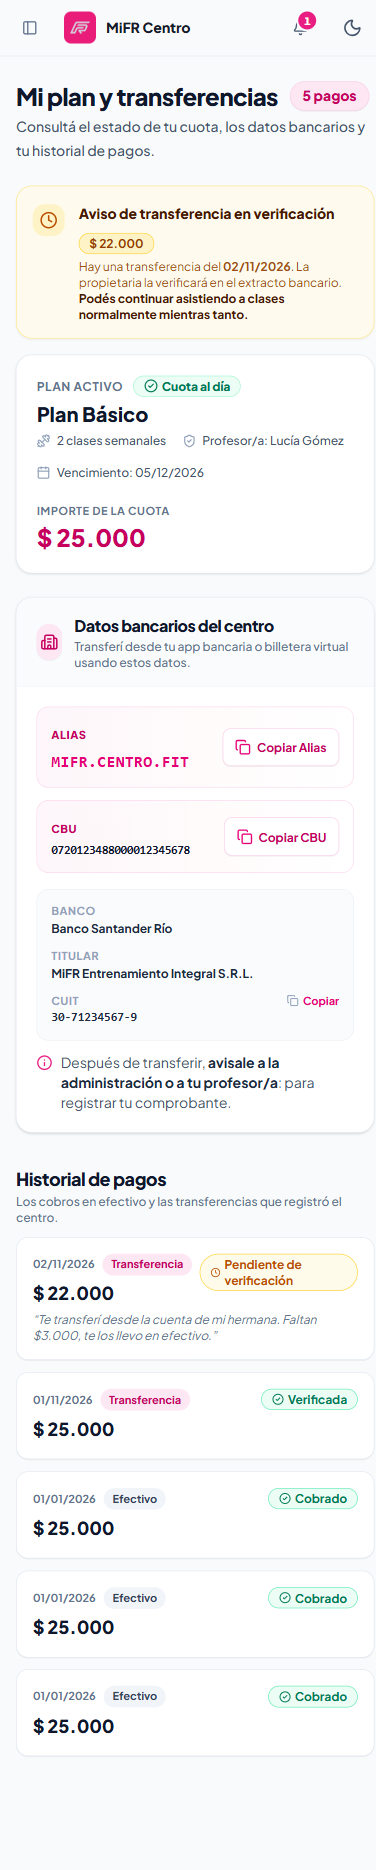 MiFR Centro
1
Mi plan y transferencias
5 pagos
Consultá el estado de tu cuota, los datos bancarios y
tu historial de pagos.
Aviso de transferencia en verificación
$ 22.000
Hay una transferencia del 02/11/2026. La
propietaria la verificará en el extracto bancario.
Podés continuar asistiendo a clases
normalmente mientras tanto.
PLAN ACTIVO
Cuota al día
Plan Básico
2 clases semanales
Profesor/a: Lucía Gómez
Vencimiento: 05/12/2026
IMPORTE DE LA CUOTA
$ 25.000
Datos bancarios del centro
Transferí desde tu app bancaria o billetera virtual
usando estos datos.
ALIAS
MIFR.CENTRO.FIT
Copiar Alias
CBU
0720123488000012345678
Copiar CBU
BANCO
Banco Santander Río
TITULAR
MiFR Entrenamiento Integral S.R.L.
CUIT
30-71234567-9
Copiar
Después de transferir, avisale a la
administración o a tu profesor/a: para
registrar tu comprobante.
Historial de pagos
Los cobros en efectivo y las transferencias que registró el
centro.
02/11/2026
Transferencia
Pendiente de
verificación
$ 22.000
"Te transferí desde la cuenta de mi hermana. Faltan
$3.000, te los llevo en efectivo."
01/11/2026
Transferencia
Verificada
$ 25.000
01/01/2026
Efectivo
Cobrado
$ 25.000
01/01/2026
Efectivo
Cobrado
$ 25.000
01/01/2026
Efectivo
Cobrado
$ 25.000